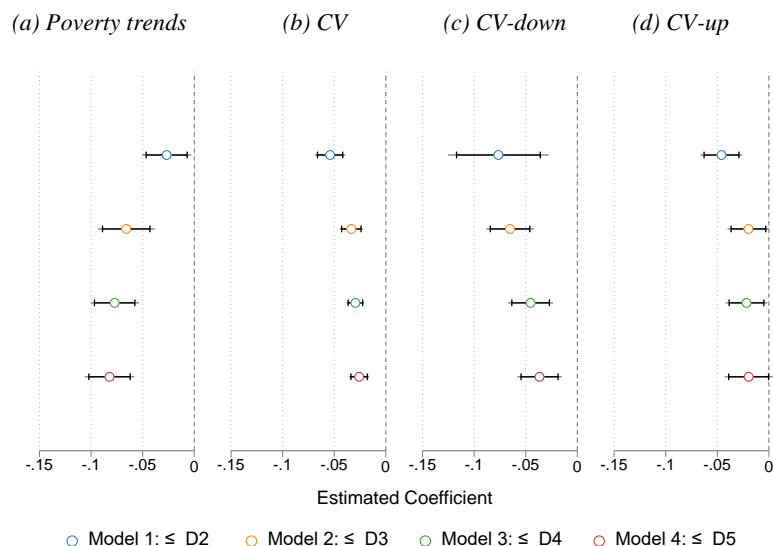 (a) Poverty trends (b) CV (c) CV-down (d) CV-up
-.15 -.1 -.05 0 -.15 -.1 -.05 0 -.15 -.1 -.05 0 -.15 -.1 -.05 0
Estimated Coefficient
Model 1: ≤ D2 Model 2: ≤ D3 Model 3: ≤ D4 Model 4: ≤ D5